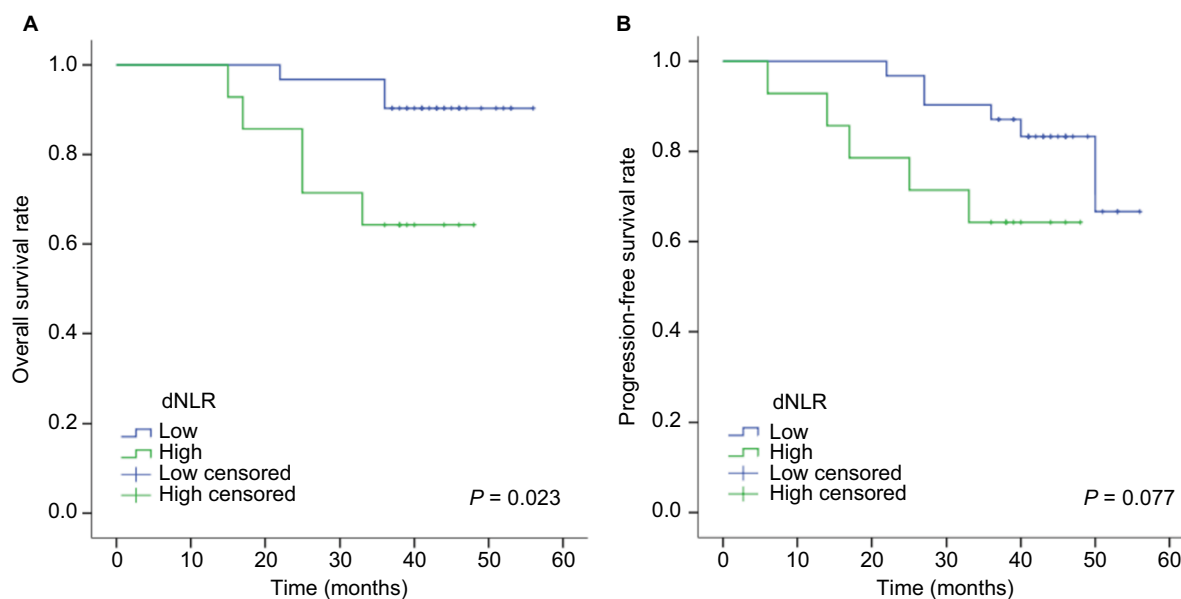 A
Overall survival rate
1.0
0.8
0.6
0.4
0.2
0.0
dNLR
Low
High
Low censored
High censored
P = 0.023
0 10 20 30 40 50 60
Time (months)
B
Progression-free survival rate
1.0
0.8
0.6
0.4
0.2
0.0
dNLR
Low
High
Low censored
High censored
P = 0.077
0 10 20 30 40 50 60
Time (months)